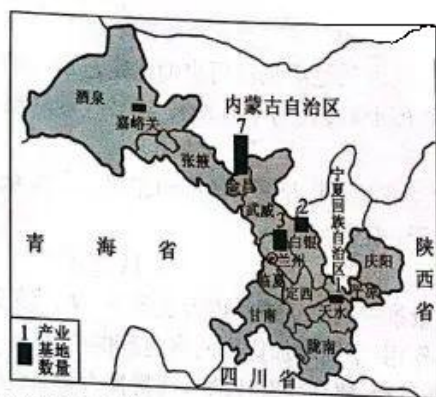 酒泉
1
嘉峪关
张掖
内蒙古自治区
7
金昌
武威
宁夏回族自治区
2
白银
3
兰州
青海省
临夏
定西
1
天水
平凉
庆阳
陕西省
甘南
陇南
四川省
1 产业基地数量